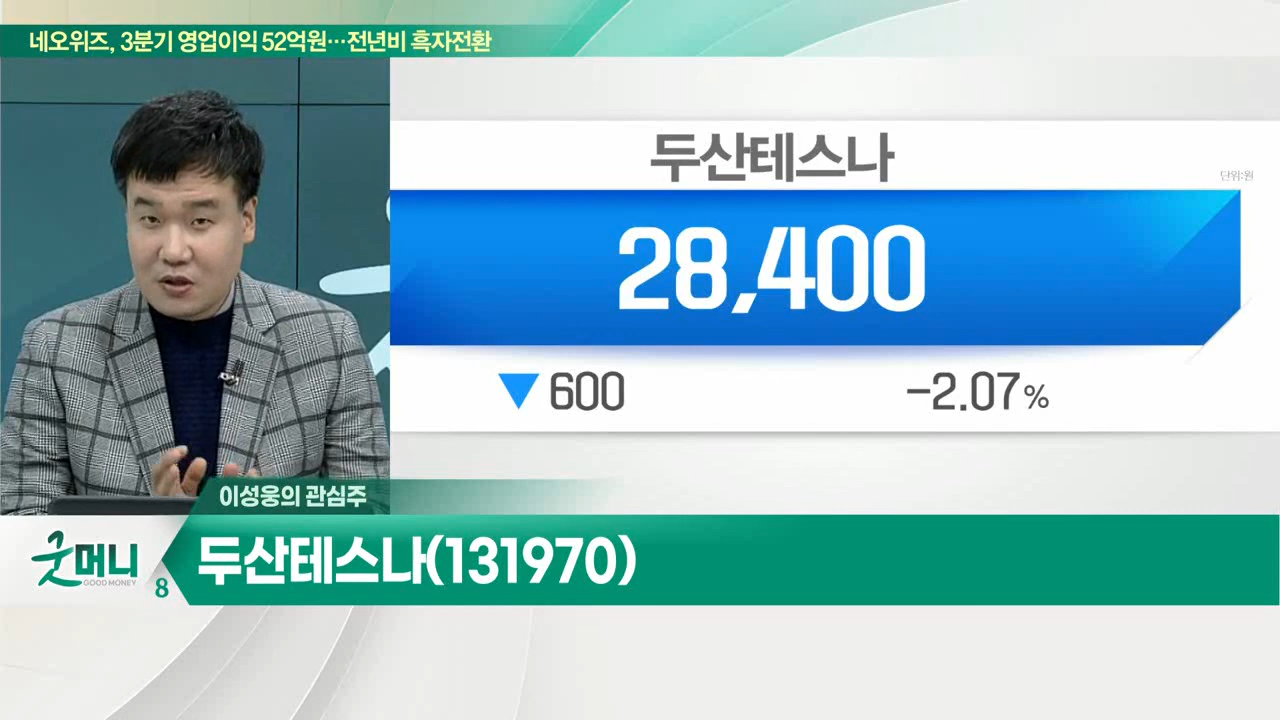 네오위즈, 3분기 영업이익 52억원…전년비 흑자전환
두산테스나
단위:원
28,400
▼ 600 -2.07%
이성웅의 관심주
굿머니
GOOD MONEY
8
두산테스나(131970)